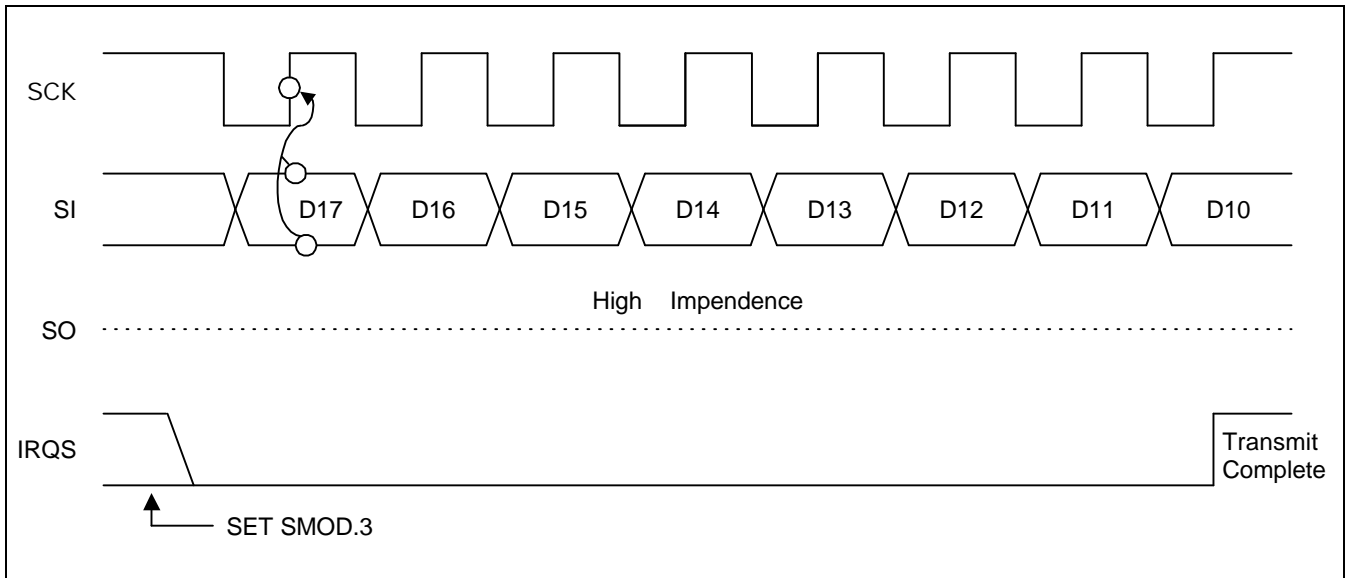 SCK
SI
D17 D16 D15 D14 D13 D12 D11 D10
High Impendence
SO
IRQS
Transmit
Complete
SET SMOD.3